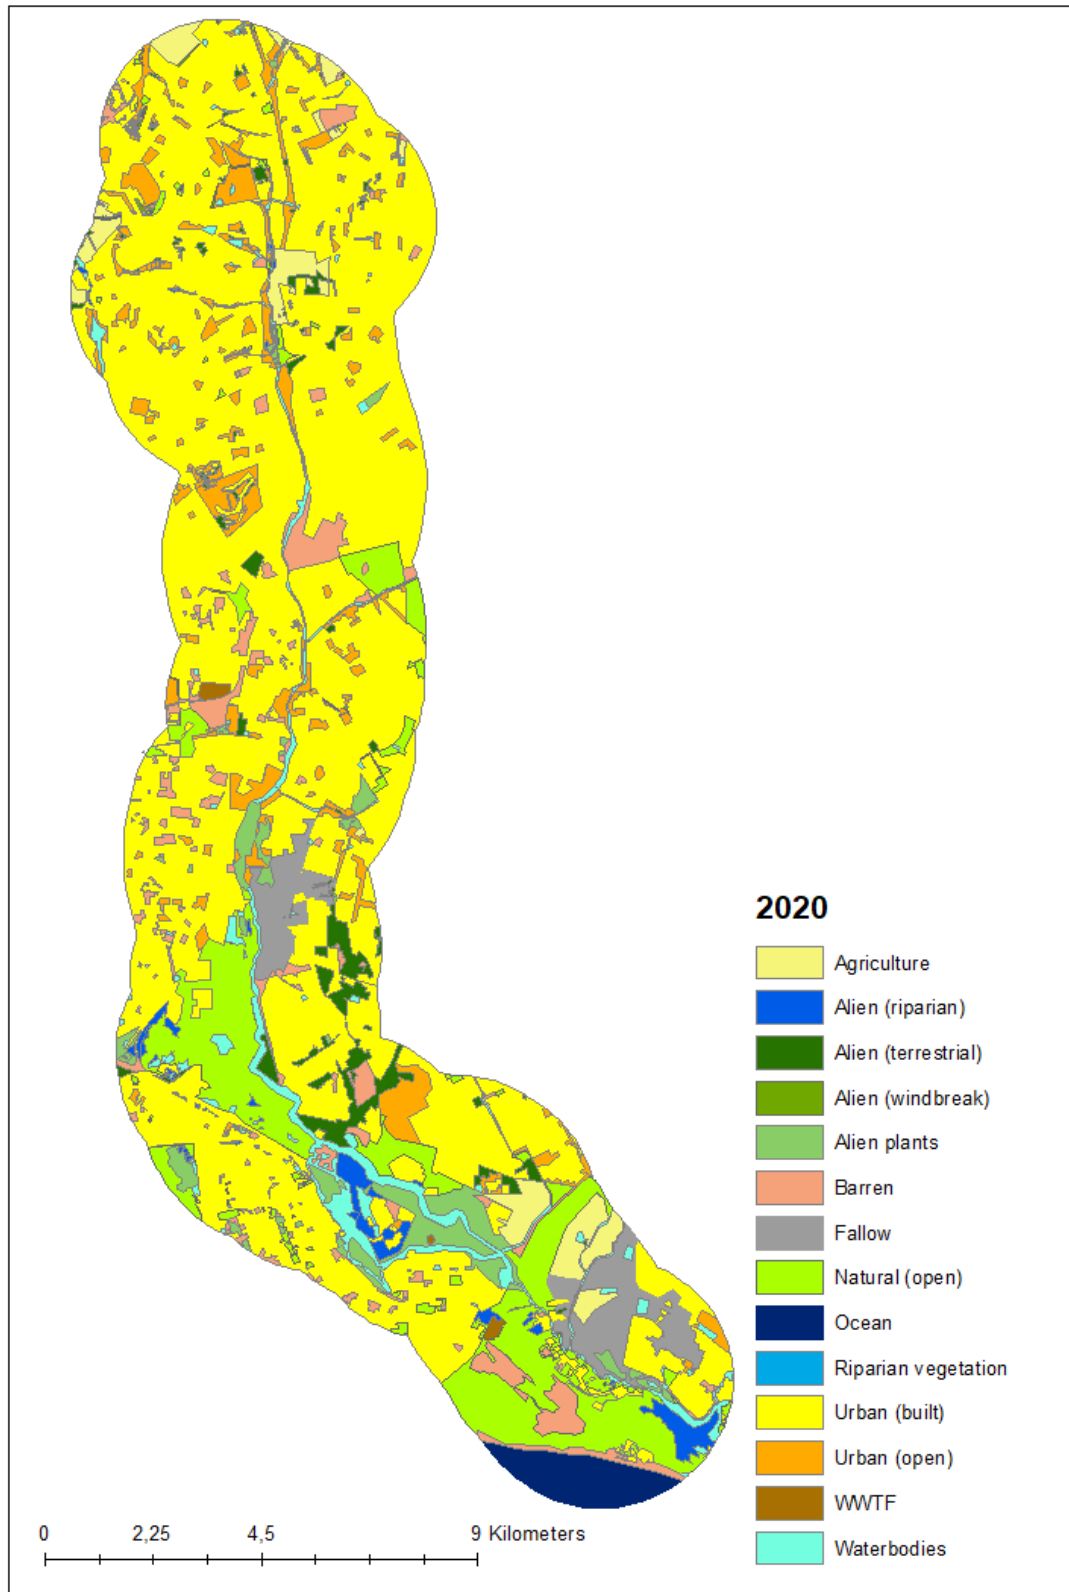 2020
Agriculture
Alien (riparian)
Alien (terrestrial)
Alien (windbreak)
Alien plants
Barren
Fallow
Natural (open)
Ocean
Riparian vegetation
Urban (built)
Urban (open)
WWTF
Waterbodies
0 2,25 4,5 9 Kilometers